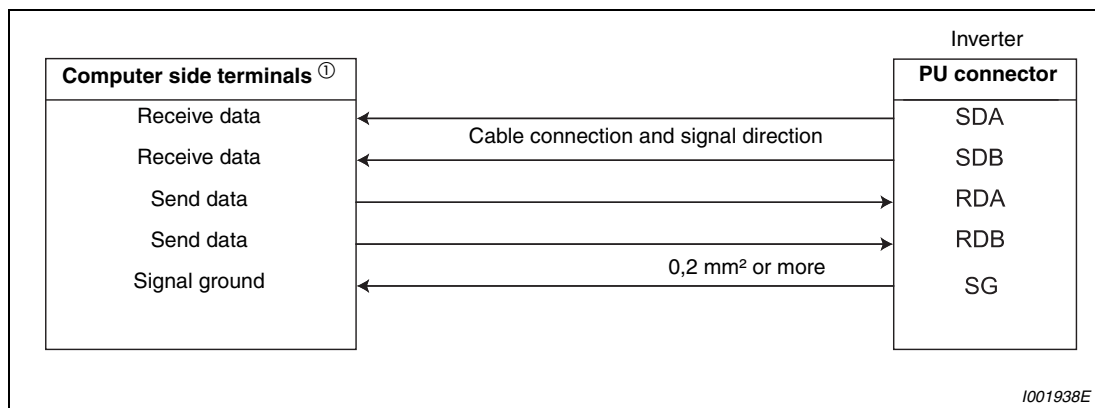 Inverter
Computer side terminals ①
PU connector
Receive data
SDA
Cable connection and signal direction
Receive data
SDB
Send data
RDA
Send data
RDB
0,2 mm² or more
Signal ground
SG
I001938E